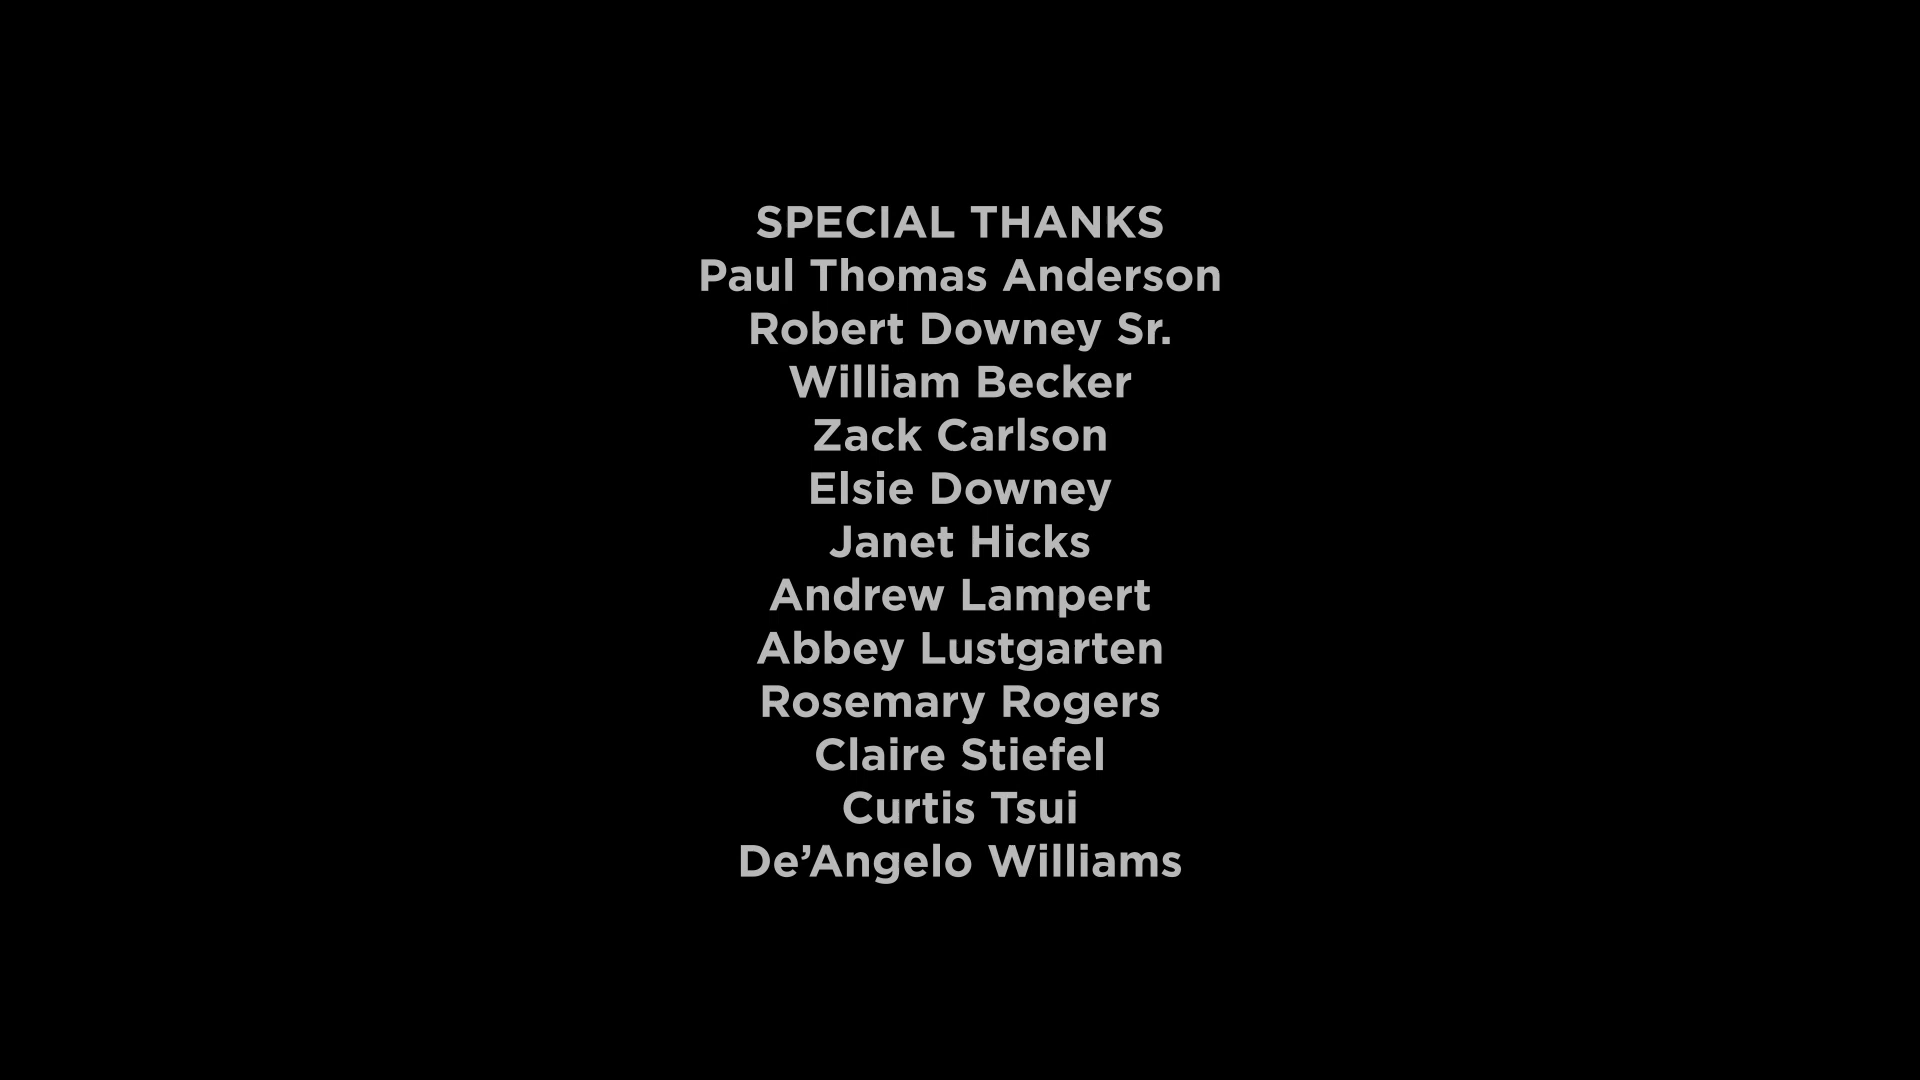 SPECIAL THANKS
Paul Thomas Anderson
Robert Downey Sr.
William Becker
Zack Carlson
Elsie Downey
Janet Hicks
Andrew Lampert
Abbey Lustgarten
Rosemary Rogers
Claire Stiefel
Curtis Tsui
De’Angelo Williams